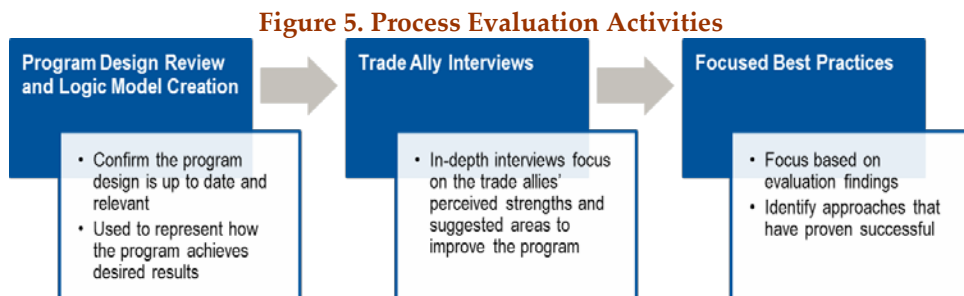 Figure 5. Process Evaluation Activities
Program Design Review
and Logic Model Creation
• Confirm the program
design is up to date and
relevant
• Used to represent how
the program achieves
desired results
Trade Ally Interviews
• In-depth interviews focus
on the trade allies'
perceived strengths and
suggested areas to
improve the program
Focused Best Practices
• Focus based on
evaluation findings
• Identify approaches that
have proven successful